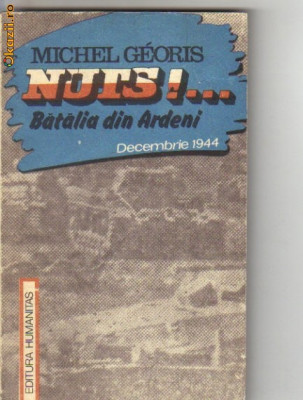 okazii.ro
MICHEL GÉORIS
NUTS!...
Bătălia din Ardeni
Decembrie 1944
EDITURA HUMANITAS